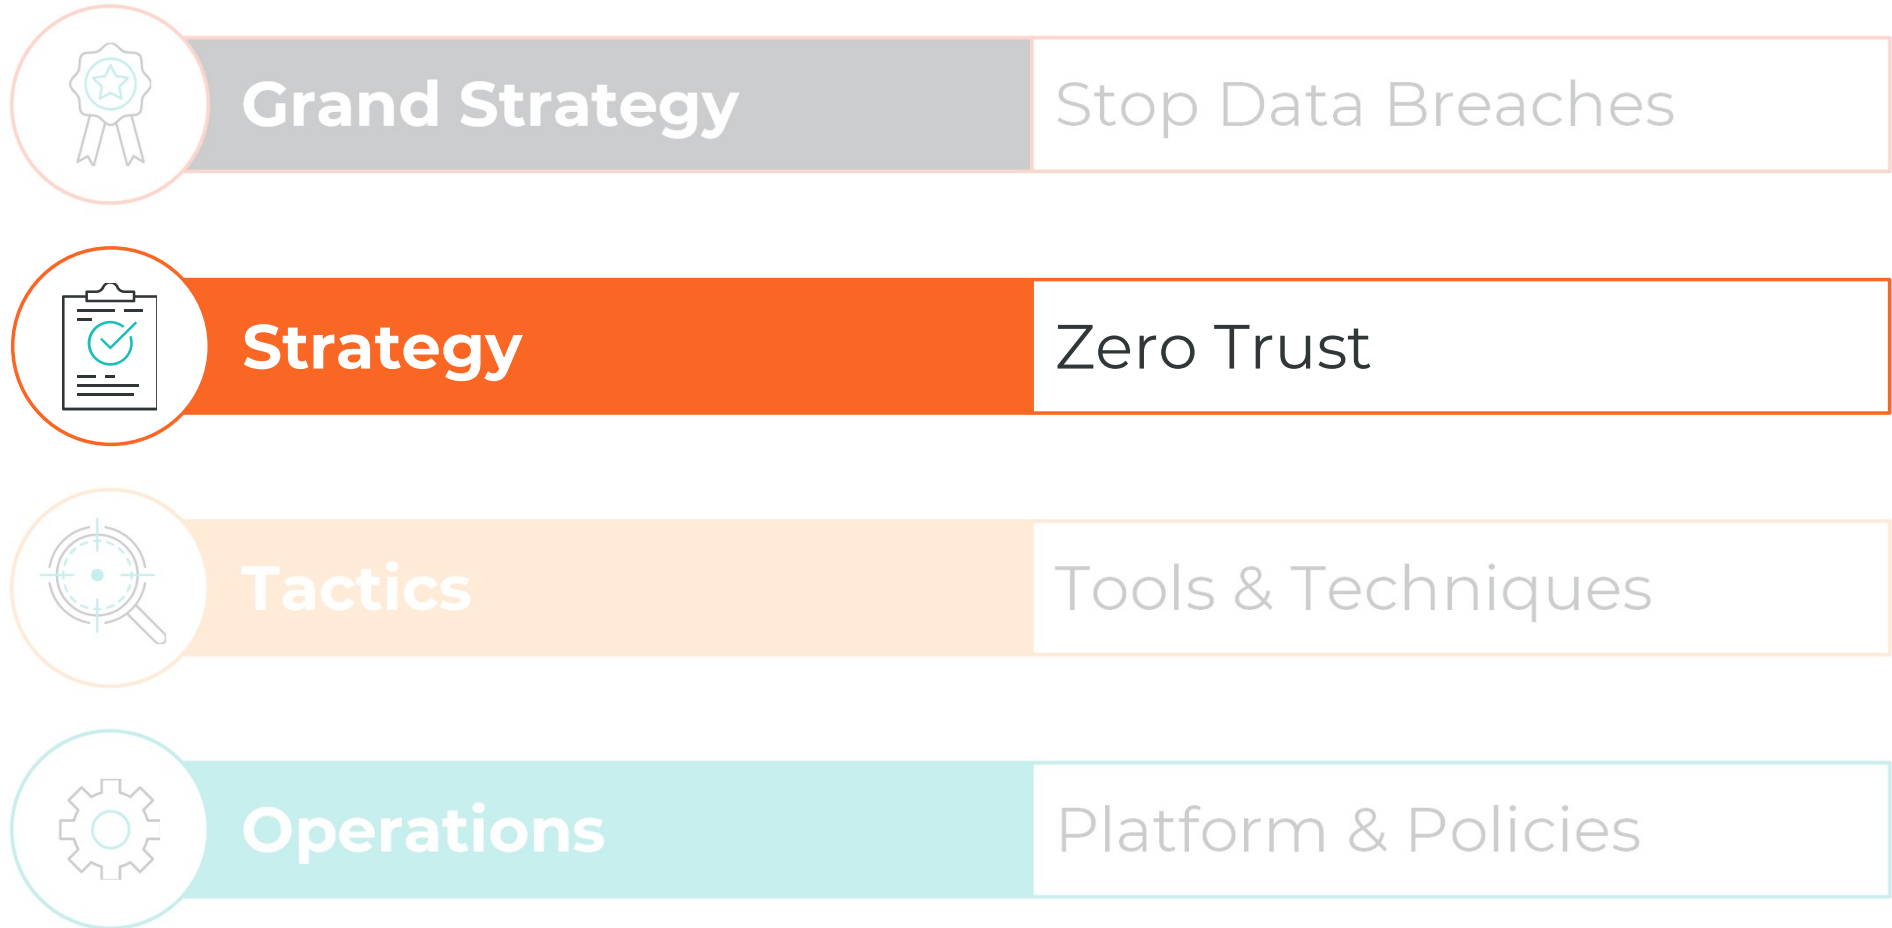 Grand Strategy
Stop Data Breaches
Strategy
Zero Trust
Tactics
Tools & Techniques
Operations
Platform & Policies